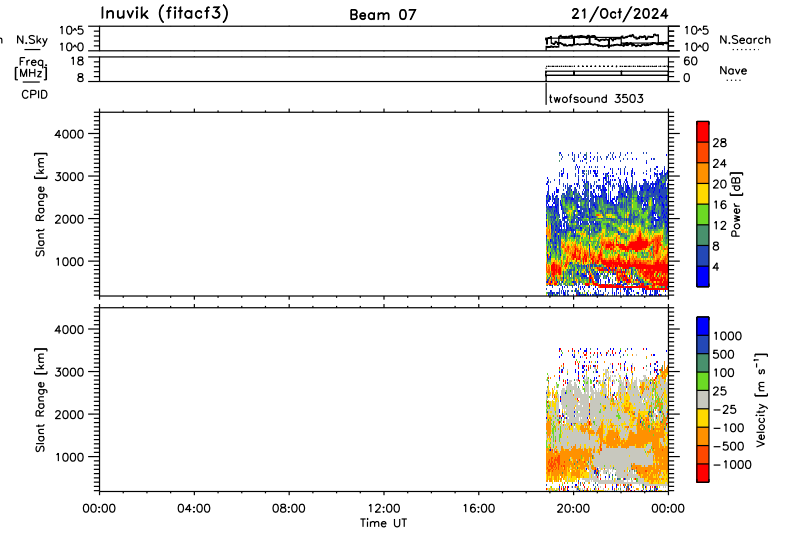 Inuvik (fitacf3) Beam 07 21/Oct/2024
N.Sky 10^5 10^0 10^5 10^0 N.Search
Freq. [MHz] 18 8 60 0 Nave
CPID twofsound 3503
Slant Range [km] 4000 3000 2000 1000
Power [dB] 28 24 20 16 12 8 4
Slant Range [km] 4000 3000 2000 1000
Velocity [m s⁻¹] 1000 500 100 25 −25 −100 −500 −1000
00:00 04:00 08:00 12:00 16:00 20:00 00:00
Time UT